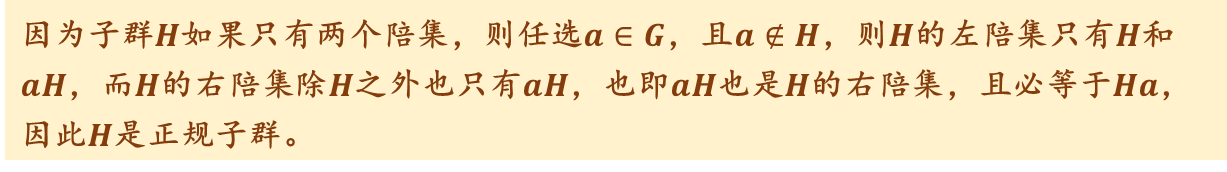 因为子群H如果只有两个陪集，则任选a ∈ G，且a ∉ H，则H的左陪集只有H和
aH，而H的右陪集除H之外也只有aH，也即aH也是H的右陪集，且必等于Ha，
因此H是正规子群。